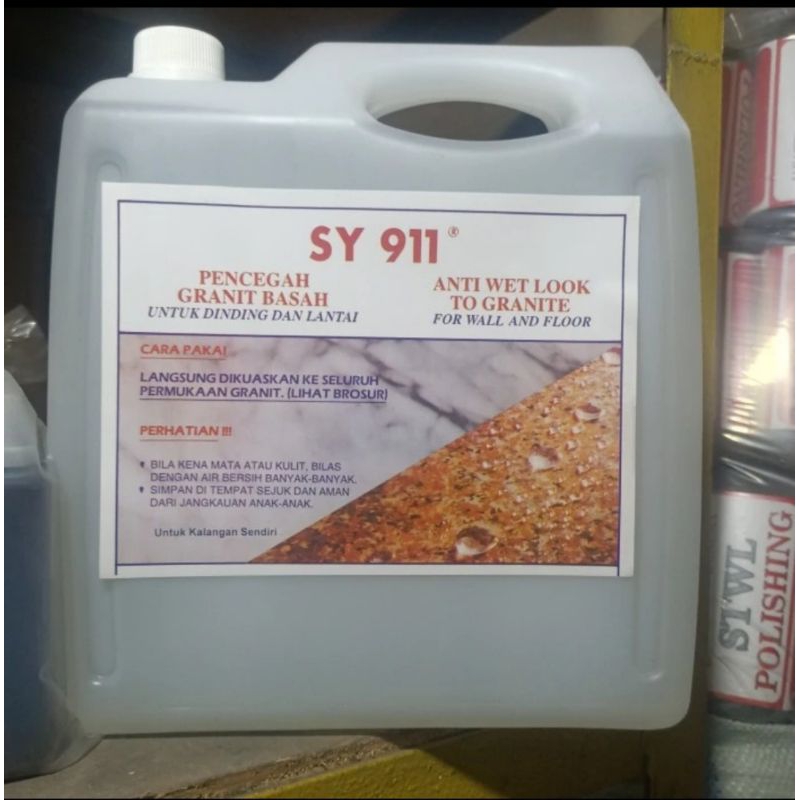 SY 911®
PENCEGAH
GRANIT BASAH
UNTUK DINDING DAN LANTAI
ANTI WET LOOK
TO GRANITE
FOR WALL AND FLOOR
CARA PAKAI
LANGSUNG DIKUASKAN KE SELURUH
PERMUKAAN GRANIT. (LIHAT BROSUR)
PERHATIAN !!!
BILA KENA MATA ATAU KULIT, BILAS
DENGAN AIR BERSIH BANYAK-BANYAK.
SIMPAN DI TEMPAT SEJUK DAN AMAN
DARI JANGKAUAN ANAK-ANAK.
Untuk Kalangan Sendiri
STWL
POLISHING